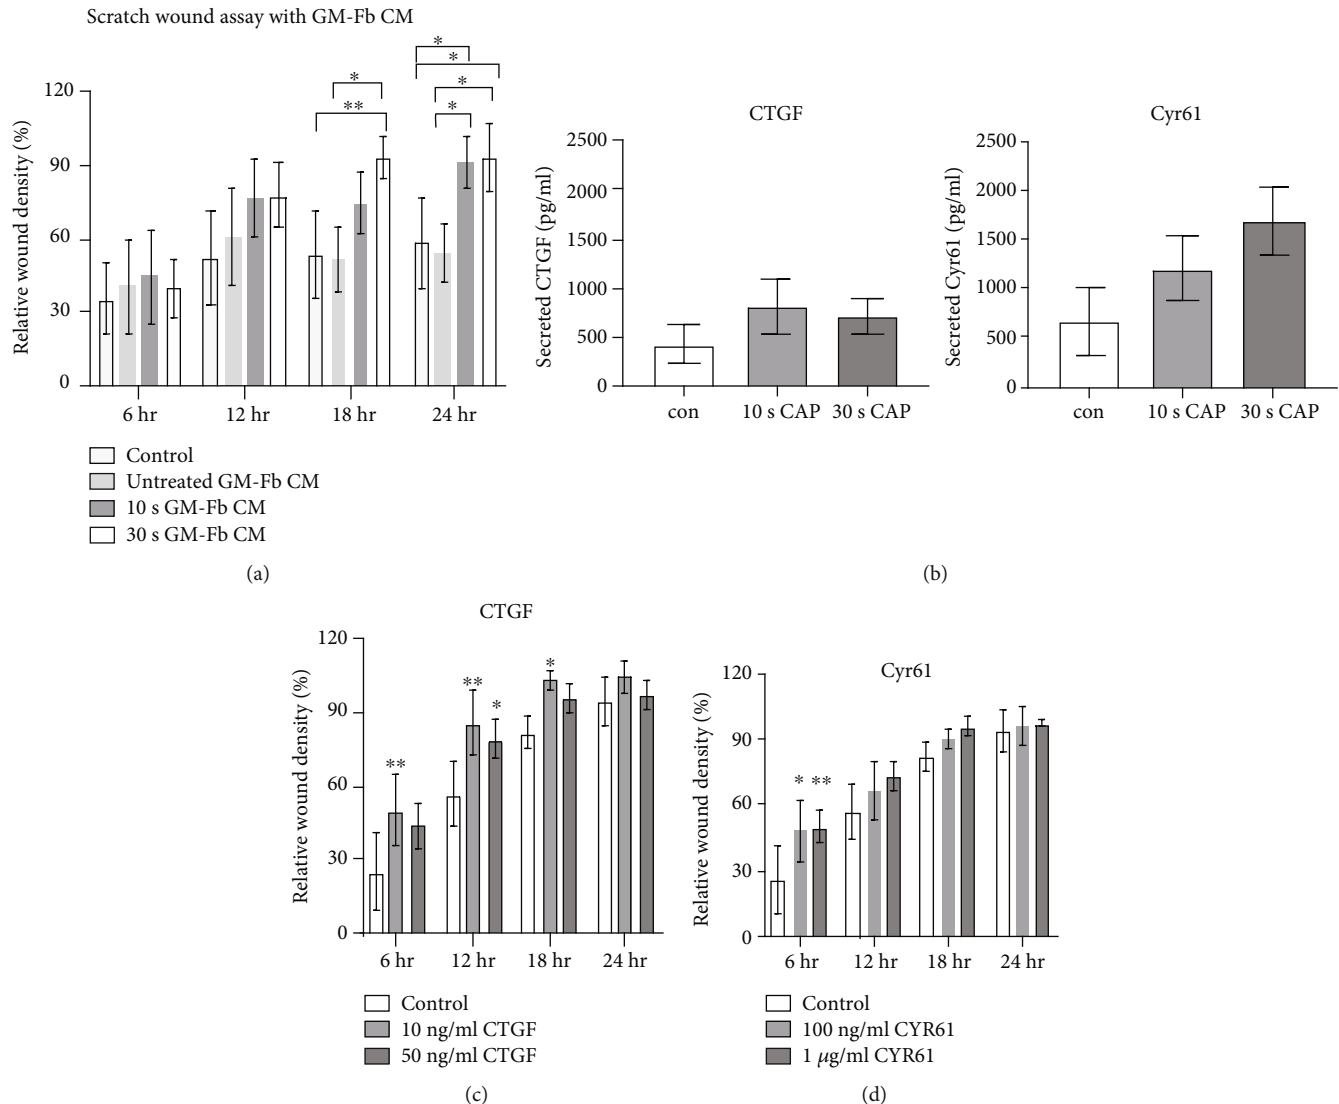 Scratch wound assay with GM-Fb CM
Relative wound density (%)
120
90
60
30
0
*
*
*
**
*
*
*
6 hr 12 hr 18 hr 24 hr
Control
Untreated GM-Fb CM
10 s GM-Fb CM
30 s GM-Fb CM
(a)
CTGF
Secreted CTGF (pg/ml)
2500
2000
1500
1000
500
0
con 10 s CAP 30 s CAP
Cyr61
Secreted Cyr61 (pg/ml)
2500
2000
1500
1000
500
0
con 10 s CAP 30 s CAP
(b)
CTGF
Relative wound density (%)
120
90
60
30
0
** ** * *
6 hr 12 hr 18 hr 24 hr
Control
10 ng/ml CTGF
50 ng/ml CTGF
(c)
Cyr61
Relative wound density (%)
120
90
60
30
0
* **
6 hr 12 hr 18 hr 24 hr
Control
100 ng/ml CYR61
1 μg/ml CYR61
(d)